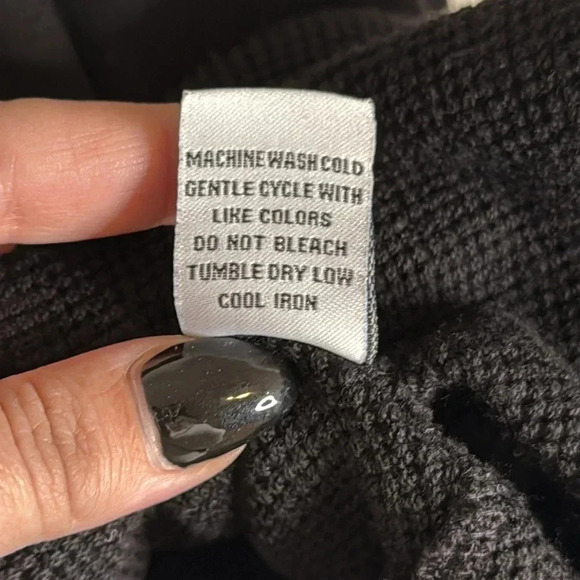 MACHINE WASH COLD
GENTLE CYCLE WITH
LIKE COLORS
DO NOT BLEACH
TUMBLE DRY LOW
COOL IRON